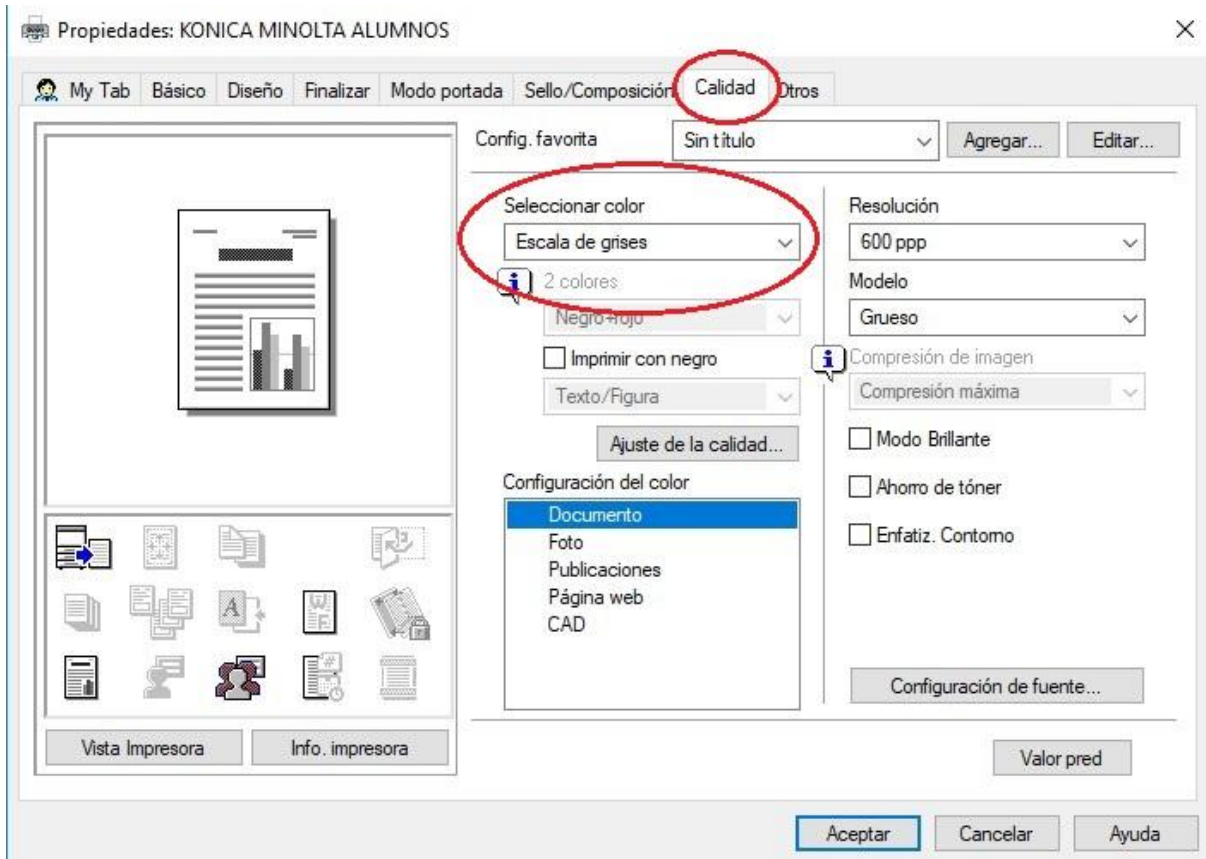 Propiedades: KONICA MINOLTA ALUMNOS
My Tab Básico Diseño Finalizar Modo portada Sello/Composición Calidad Otros
Config. favorita Sin título Agregar... Editar...
Seleccionar color
Escala de grises
2 colores
Negro+rojo
Imprimir con negro
Texto/Figura
Ajuste de la calidad...
Configuración del color
Documento
Foto
Publicaciones
Página web
CAD
Resolución
600 ppp
Modelo
Grueso
Compresión de imagen
Compresión máxima
Modo Brillante
Ahorro de tóner
Enfatiz. Contorno
Configuración de fuente...
Vista Impresora Info. impresora
Valor pred
Aceptar Cancelar Ayuda